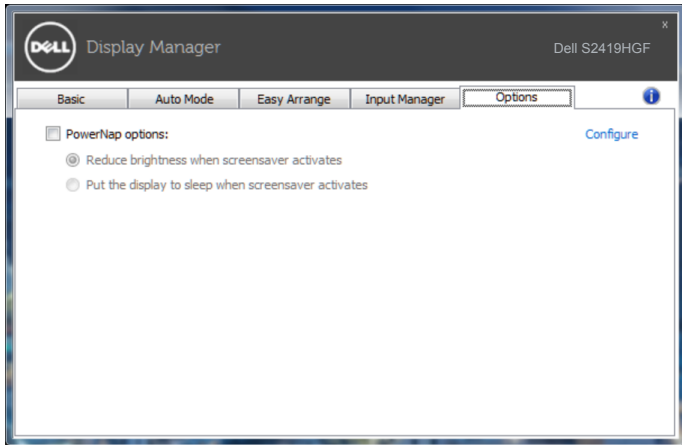 DELL
Display Manager
Dell S2419HGF
x
Basic
Auto Mode
Easy Arrange
Input Manager
Options
i
PowerNap options:
Configure
Reduce brightness when screensaver activates
Put the display to sleep when screensaver activates